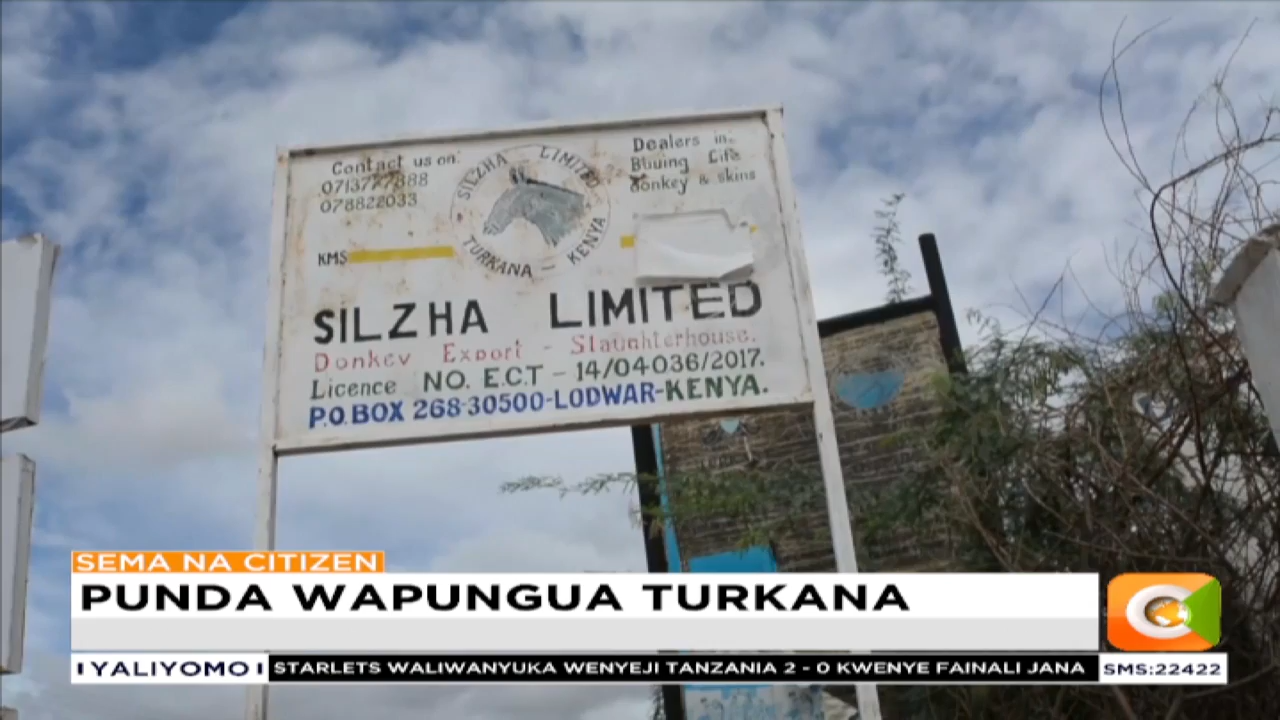 Contact us on:
0713777888
078822033
SILZHA LIMITED
TURKANA - KENYA
Dealers in:
Bbuing Life
donkey & skins
KMS
SILZHA LIMITED
Donkey Export - Slaughterhouse.
Licence NO. E.C.T - 14/04036/2017.
P.O.BOX 268-30500-LODWAR-KENYA.
SEMA NA CITIZEN
PUNDA WAPUNGUA TURKANA
YALIYOMO
STARLETS WALIWANYUKA WENYEJI TANZANIA 2 - 0 KWENYE FAINALI JANA
SMS:22422